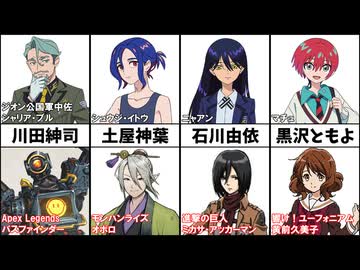 ジオン公国軍中佐
シャリア・ブル
シュウジ・イトウ
ニャアン
マチュ
川田紳司
土屋神葉
石川由依
黒沢ともよ
Apex Legends
パスファインダー
モンハンライズ
オボロ
進撃の巨人
ミカサ・アッカーマン
響け！ユーフォニアム
黄前久美子